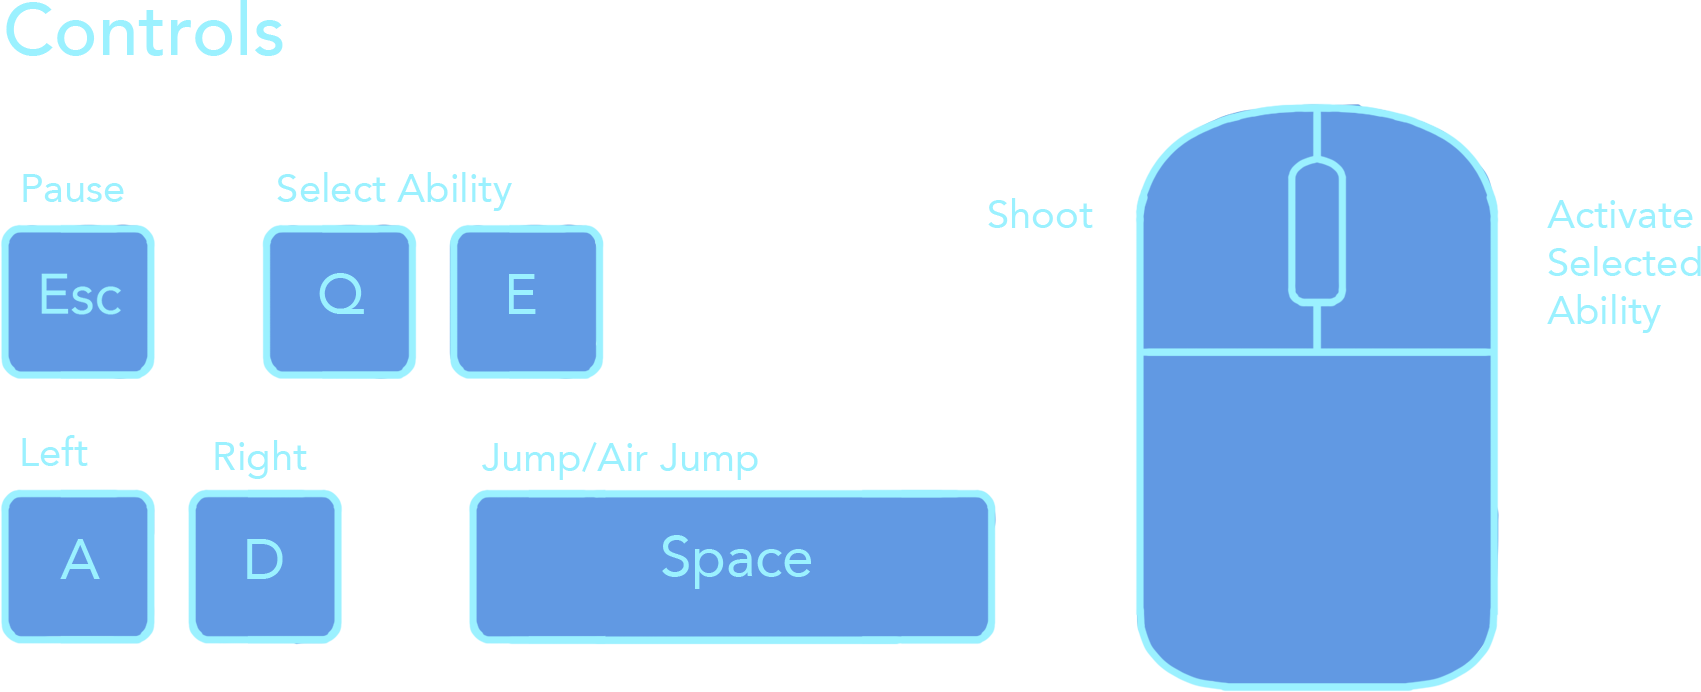 Controls
Pause
Select Ability
Esc
Q
E
Left
Right
Jump/Air Jump
A
D
Space
Shoot
Activate
Selected
Ability